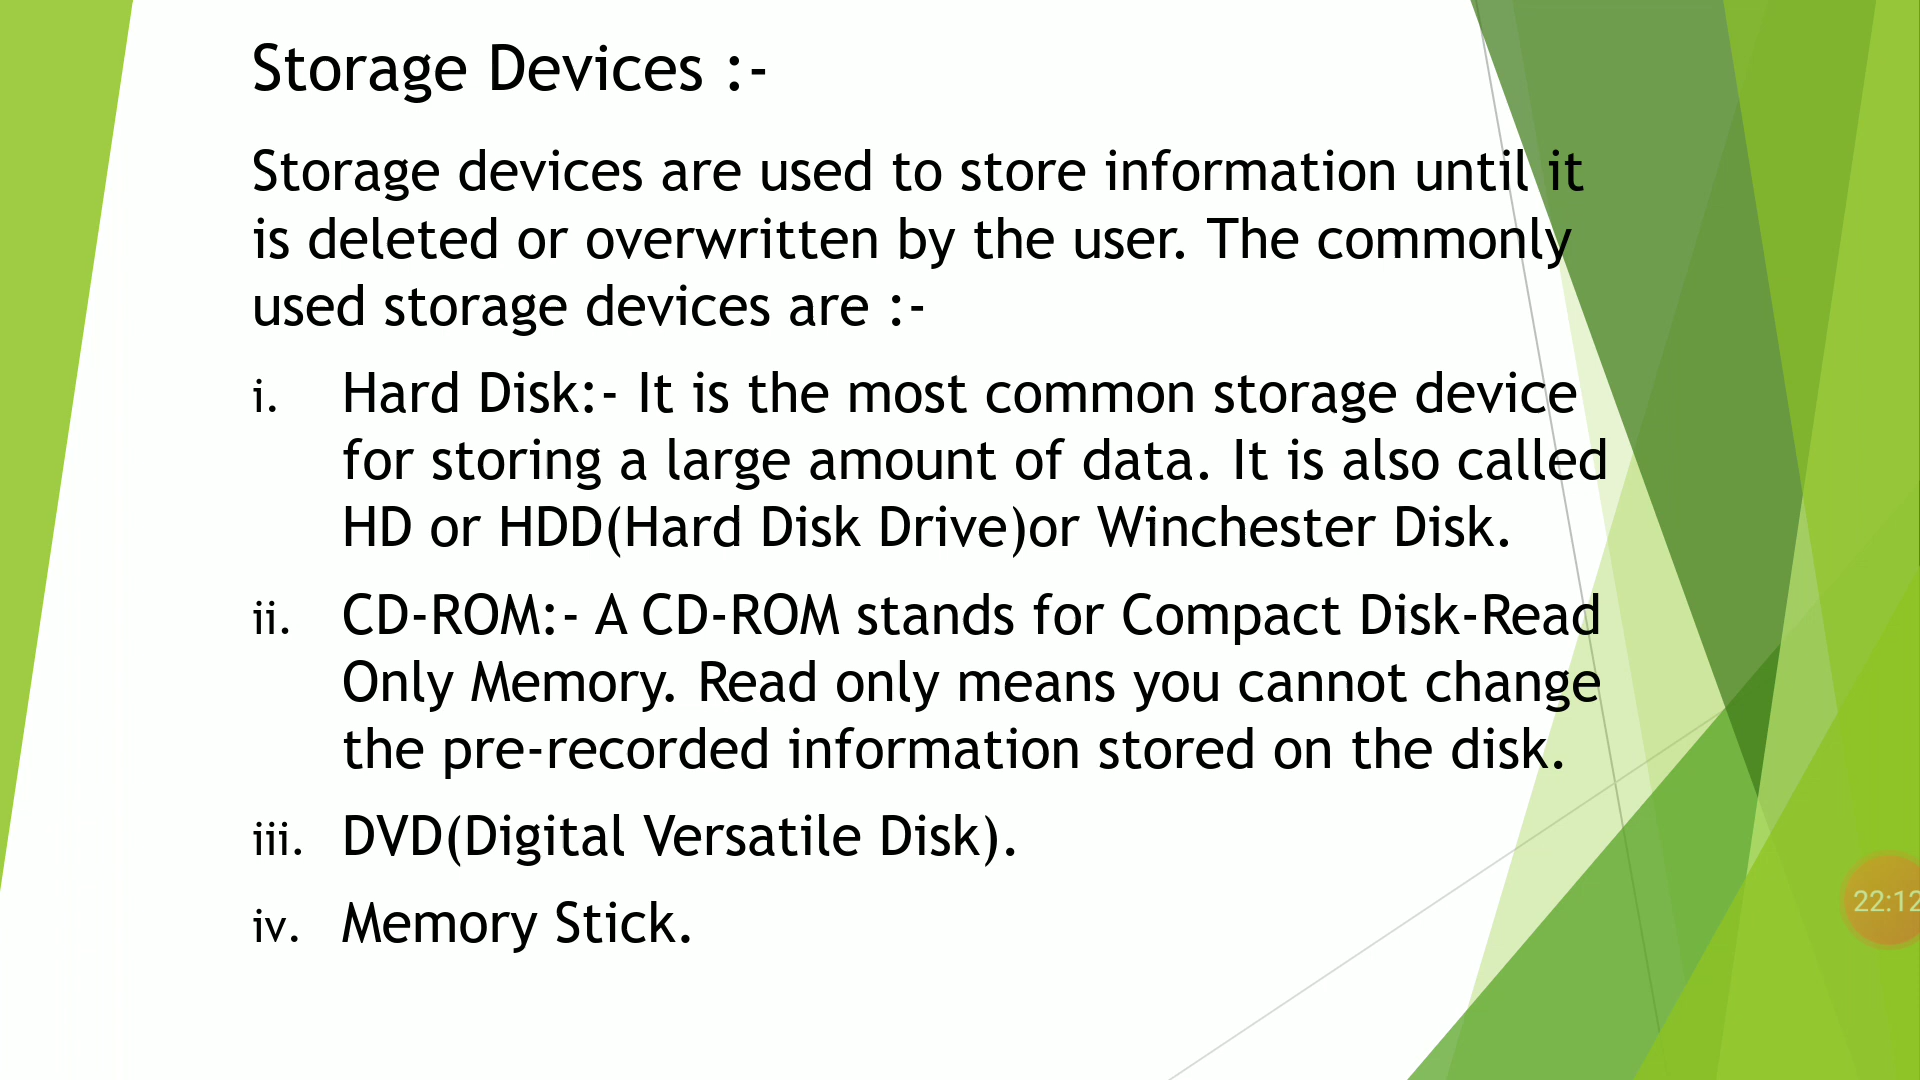 Storage Devices :-
Storage devices are used to store information until it
is deleted or overwritten by the user. The commonly
used storage devices are :-
i. Hard Disk:- It is the most common storage device
for storing a large amount of data. It is also called
HD or HDD(Hard Disk Drive)or Winchester Disk.
ii. CD-ROM:- A CD-ROM stands for Compact Disk-Read
Only Memory. Read only means you cannot change
the pre-recorded information stored on the disk.
iii. DVD(Digital Versatile Disk).
iv. Memory Stick.
22:12